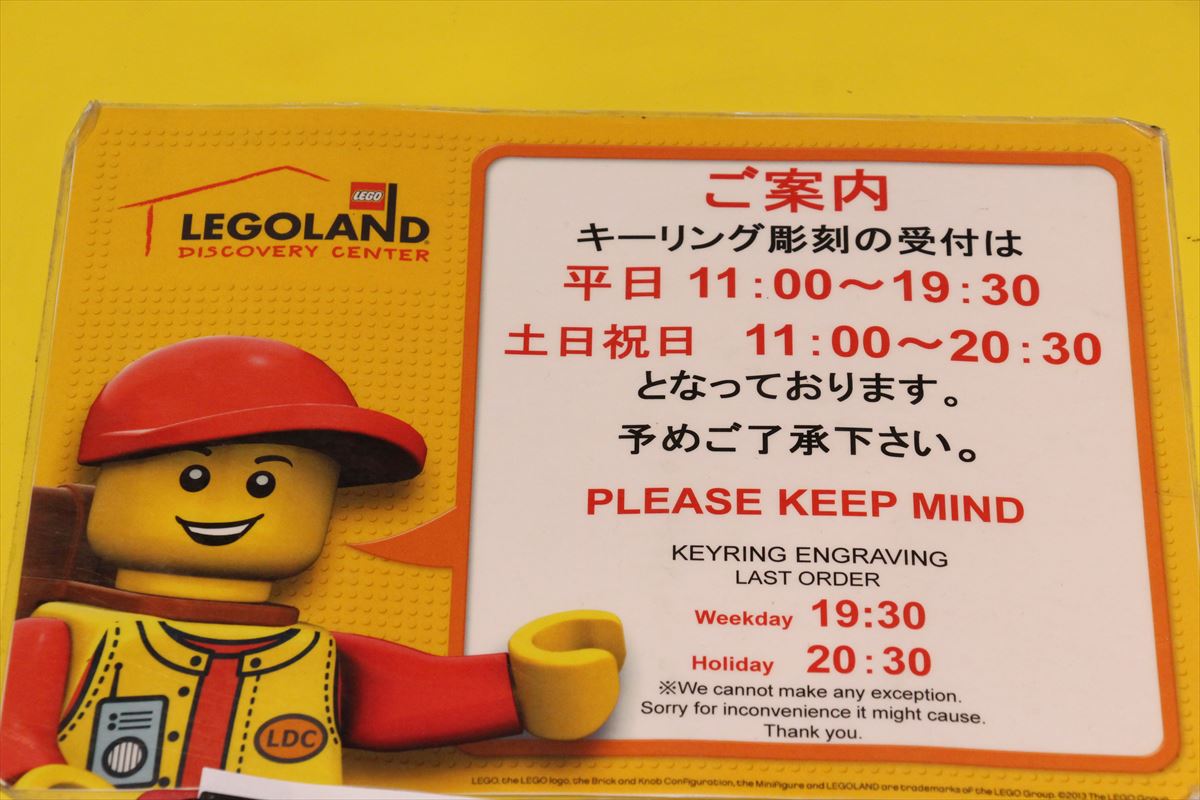 LEGO
LEGOLAND®
DISCOVERY CENTER
ご案内
キーリング彫刻の受付は
平日 11:00～19:30
土日祝日 11:00～20:30
となっております。
予めご了承下さい。
PLEASE KEEP MIND
KEYRING ENGRAVING
LAST ORDER
Weekday 19:30
Holiday 20:30
※We cannot make any exception.
Sorry for inconvenience it might cause.
Thank you.
LDC
LEGO, the LEGO logo, the Brick and Knob Configuration, the Minifigure and LEGOLAND are trademarks of the LEGO Group. ©2013 The LEGO Group.